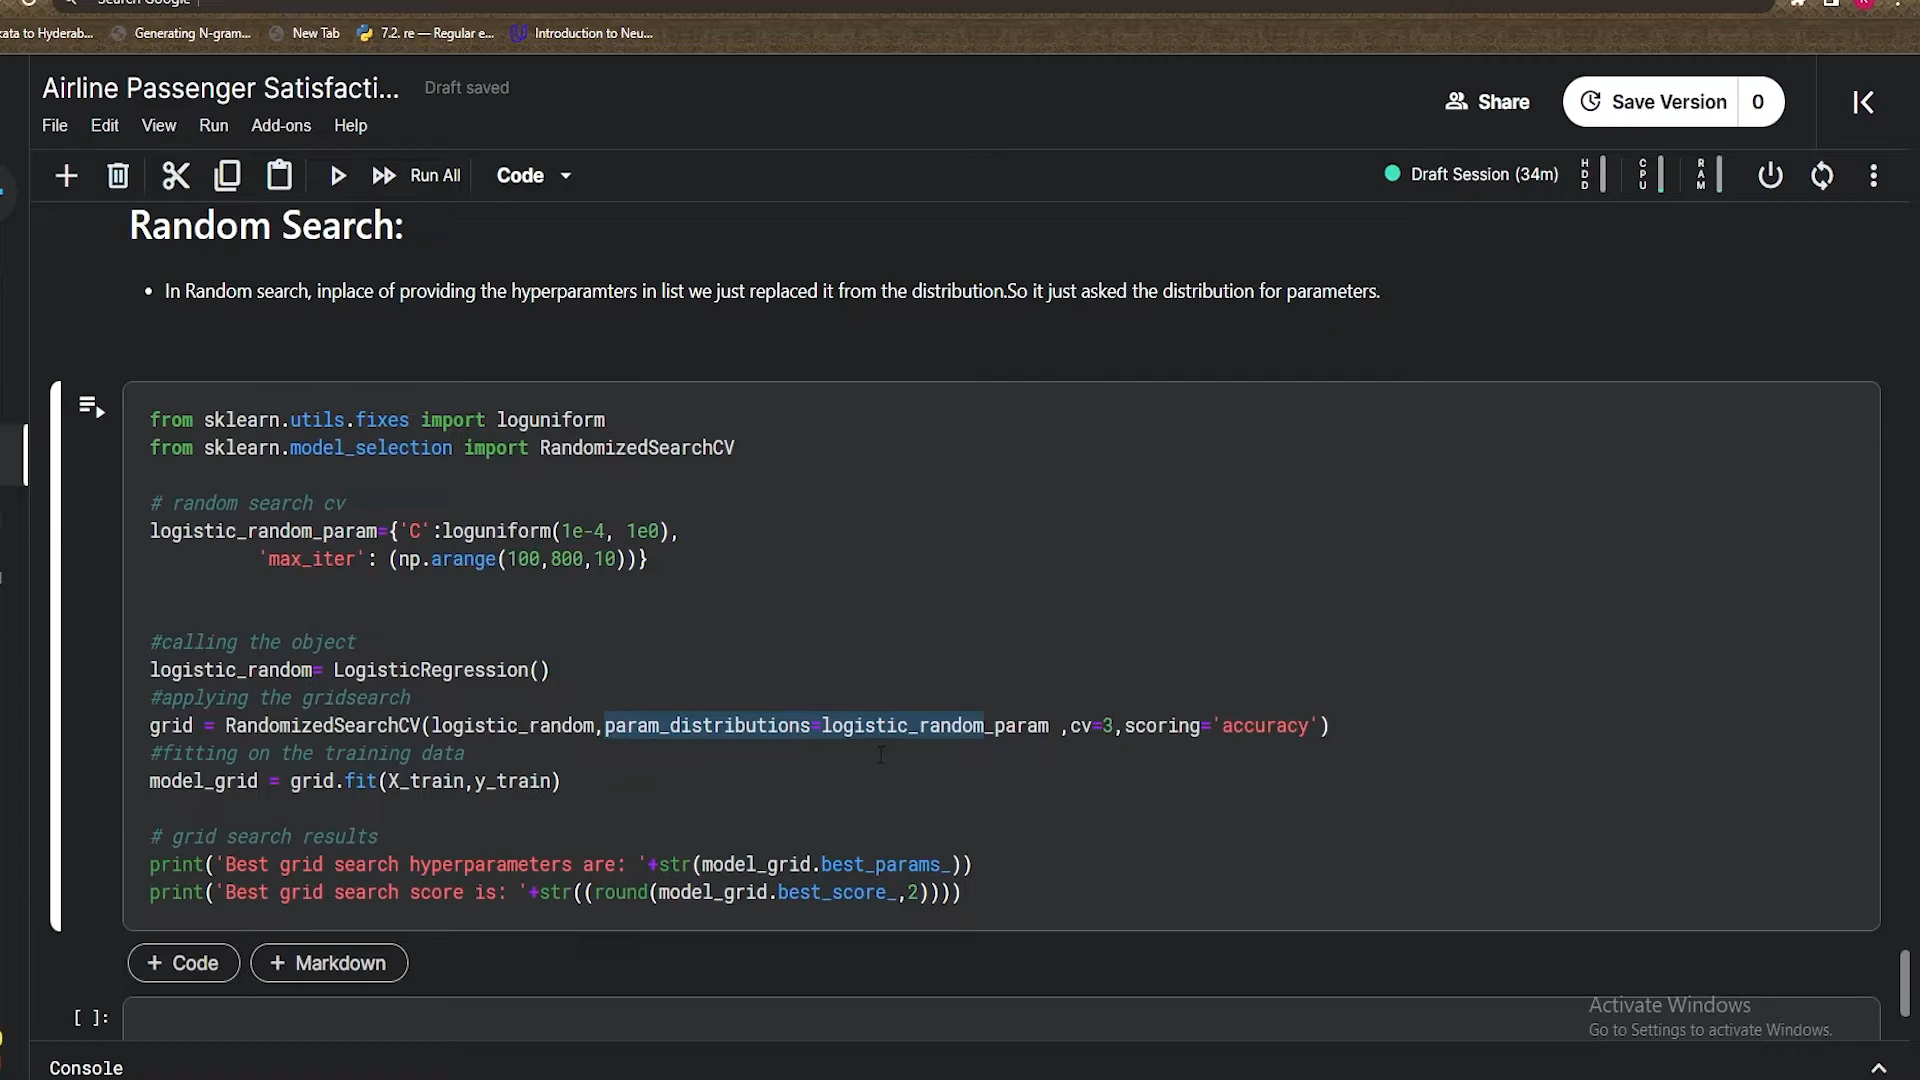 Search Google
kata to Hyderab...
Generating N-gram...
New Tab
7.2. re — Regular e...
Introduction to Neu...
Airline Passenger Satisfacti...
Draft saved
Share
Save Version
0
File
Edit
View
Run
Add-ons
Help
Run All
Code
Draft Session (34m)
HDD
CPU
RAM
Random Search:
• In Random search, inplace of providing the hyperparamters in list we just replaced it from the distribution.So it just asked the distribution for parameters.
from sklearn.utils.fixes import loguniform
from sklearn.model_selection import RandomizedSearchCV
# random search cv
logistic_random_param={'C':loguniform(1e-4, 1e0),
'max_iter': (np.arange(100,800,10))}
#calling the object
logistic_random= LogisticRegression()
#applying the gridsearch
grid = RandomizedSearchCV(logistic_random,param_distributions=logistic_random_param ,cv=3,scoring='accuracy')
#fitting on the training data
model_grid = grid.fit(X_train,y_train)
# grid search results
print('Best grid search hyperparameters are: '+str(model_grid.best_params_))
print('Best grid search score is: '+str((round(model_grid.best_score_,2))))
+ Code
+ Markdown
[ ]:
Activate Windows
Go to Settings to activate Windows.
Console